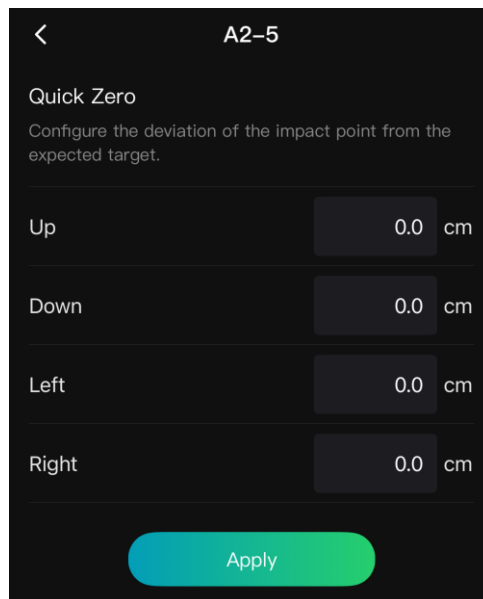 A2-5
Quick Zero
Configure the deviation of the impact point from the
expected target.
Up 0.0 cm
Down 0.0 cm
Left 0.0 cm
Right 0.0 cm
Apply